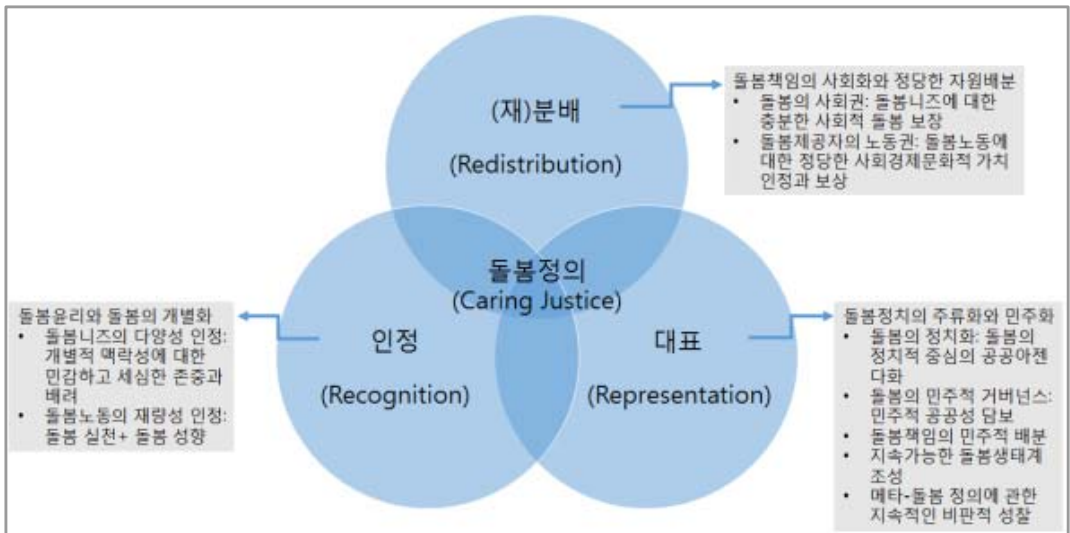 (재)분배
(Redistribution)
돌봄책임의 사회화와 정당한 자원배분
• 돌봄의 사회권: 돌봄니즈에 대한
충분한 사회적 돌봄 보장
• 돌봄제공자의 노동권: 돌봄노동에
대한 정당한 사회경제문화적 가치
인정과 보상
돌봄정의
(Caring Justice)
돌봄윤리와 돌봄의 개별화
• 돌봄니즈의 다양성 인정:
개별적 맥락성에 대한
민감하고 세심한 존중과
배려
• 돌봄노동의 재량성 인정:
돌봄 실천+ 돌봄 성향
인정
(Recognition)
대표
(Representation)
돌봄정치의 주류화와 민주화
• 돌봄의 정치화: 돌봄의
정치적 중심의 공공아젠
다화
• 돌봄의 민주적 거버넌스:
민주적 공공성 담보
• 돌봄책임의 민주적 배분
• 지속가능한 돌봄생태계
조성
• 메타-돌봄 정의에 관한
지속적인 비판적 성찰